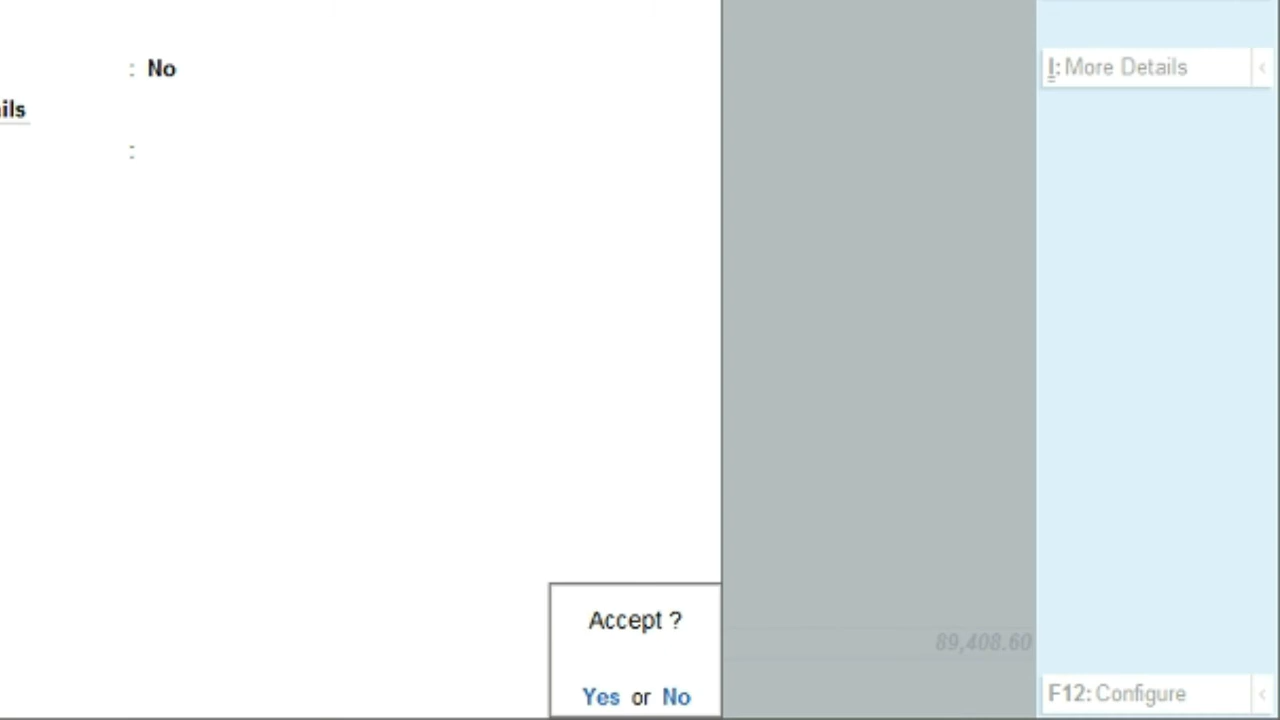 : No
I: More Details
ils
:
Accept ?
89,408.60
Yes or No
F12: Configure